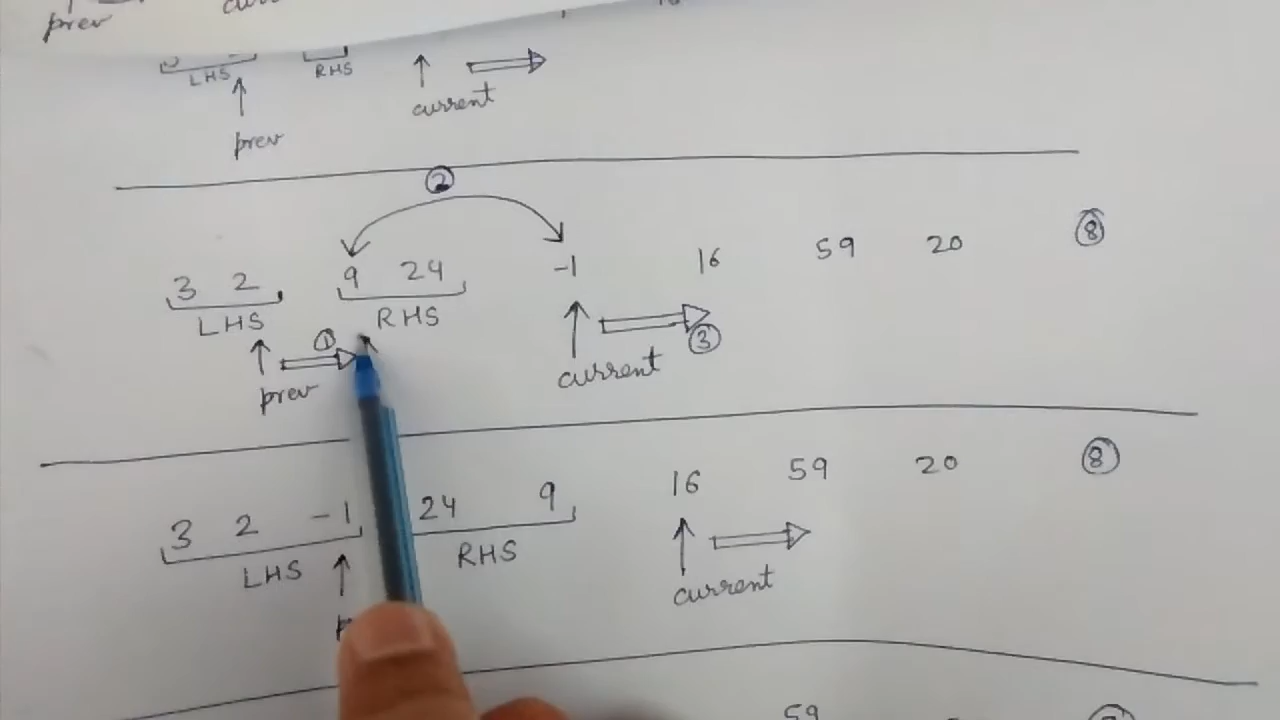 prev
LHS RHS
current
prev
2
3 2 9 24 -1 16 59 20 8
LHS RHS
1 3
prev current
3 2 -1 24 9 16 59 20 8
LHS RHS
current
59